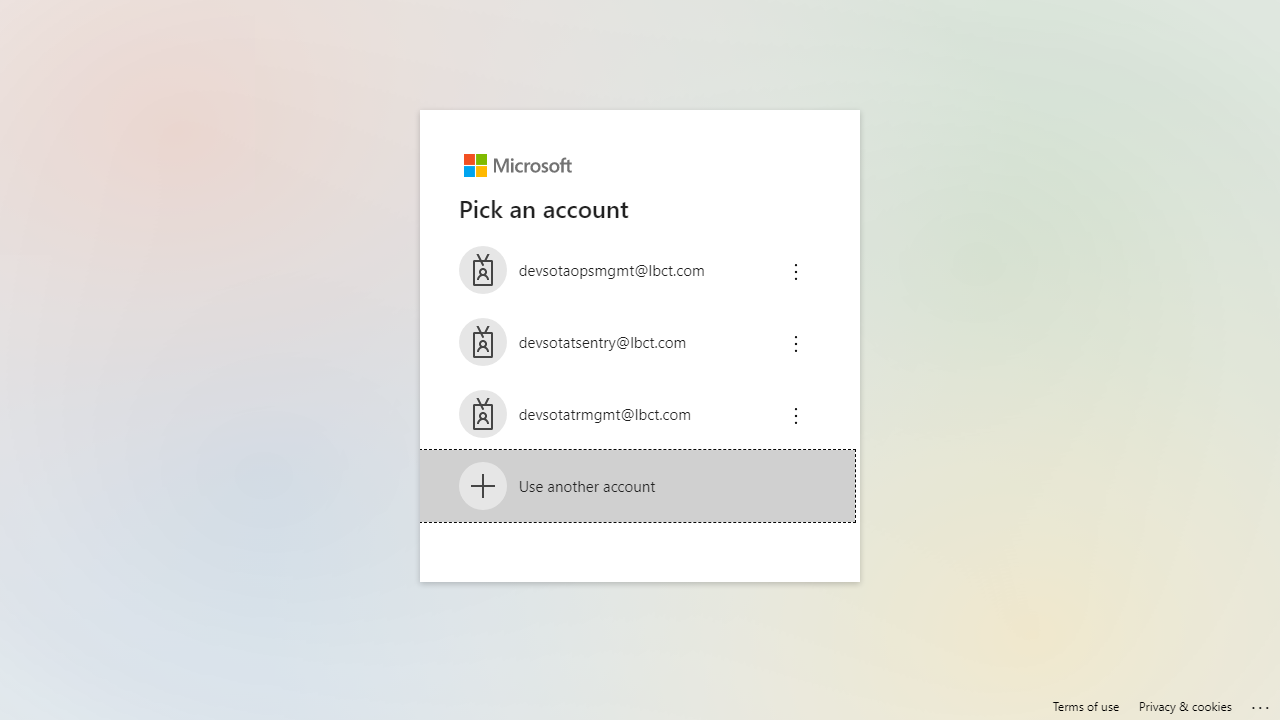 Microsoft
Pick an account
devsotaopsmgmt@lbct.com
devsotatsentry@lbct.com
devsotatrmgmt@lbct.com
Use another account
Terms of use Privacy & cookies ...